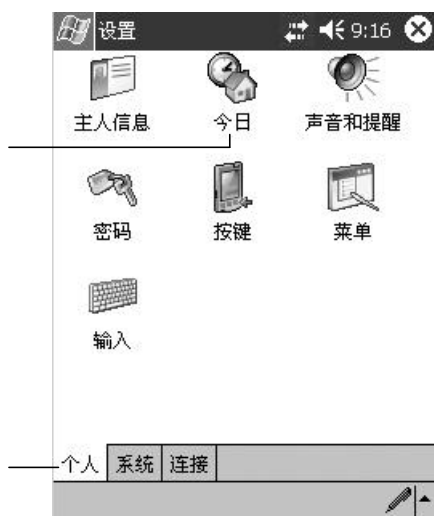 设置 9:16
主人信息 今日 声音和提醒
密码 按键 菜单
输入
个人 系统 连接